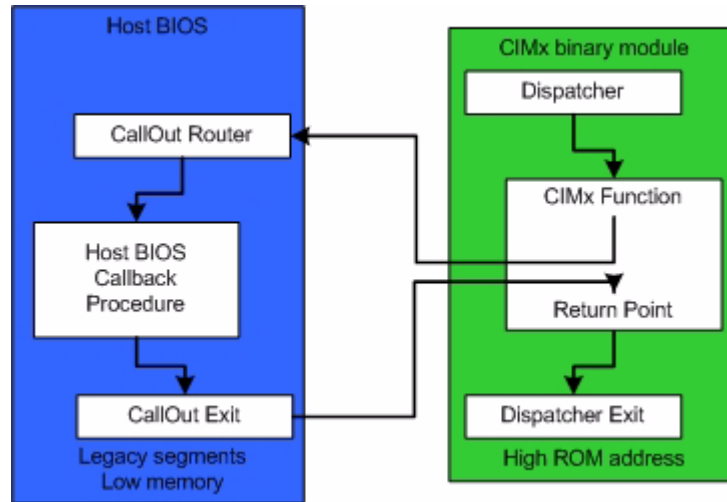 Host BIOS
CallOut Router
Host BIOS
Callback
Procedure
CallOut Exit
Legacy segments
Low memory
CIMx binary module
Dispatcher
CIMx Function
Return Point
Dispatcher Exit
High ROM address